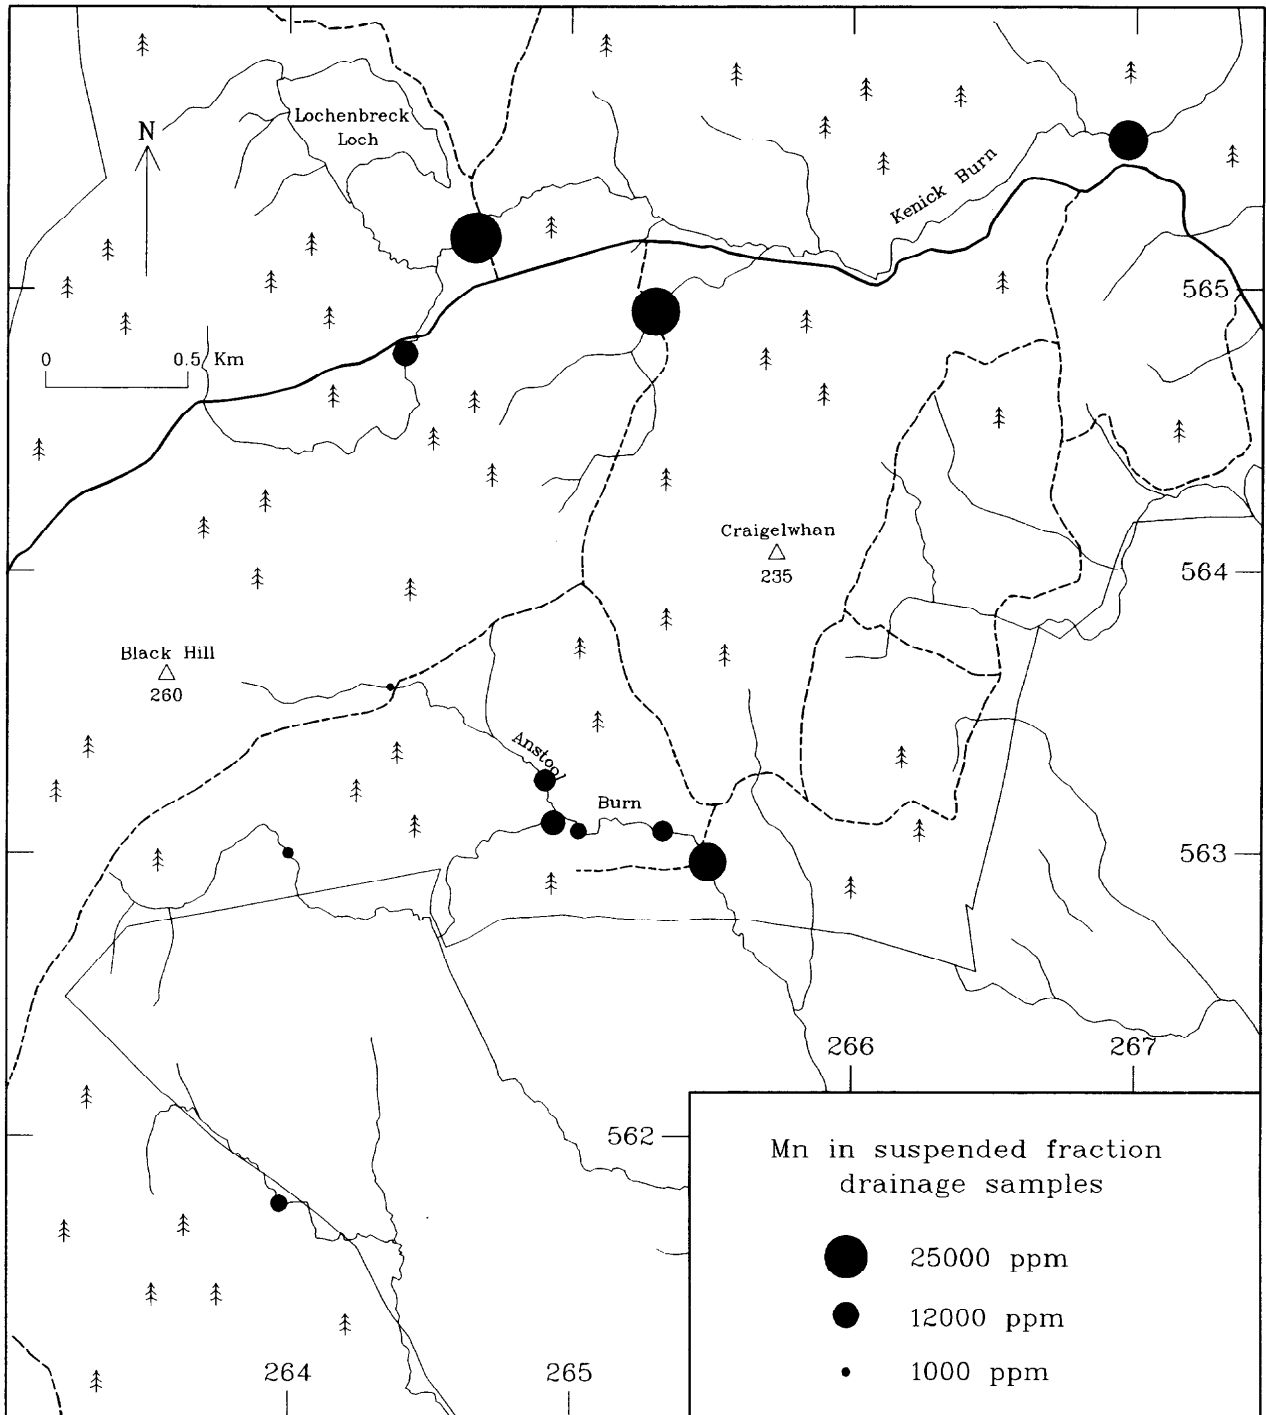 Lochenbreck
Loch
N
Kenick Burn
565
0 0.5 Km
Craigelwhan
235
564
Black Hill
260
Anstool
Burn
563
266 267
562
264 265
Mn in suspended fraction
drainage samples
25000 ppm
12000 ppm
1000 ppm